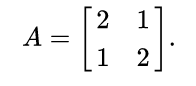 A = [2 1
1 2].